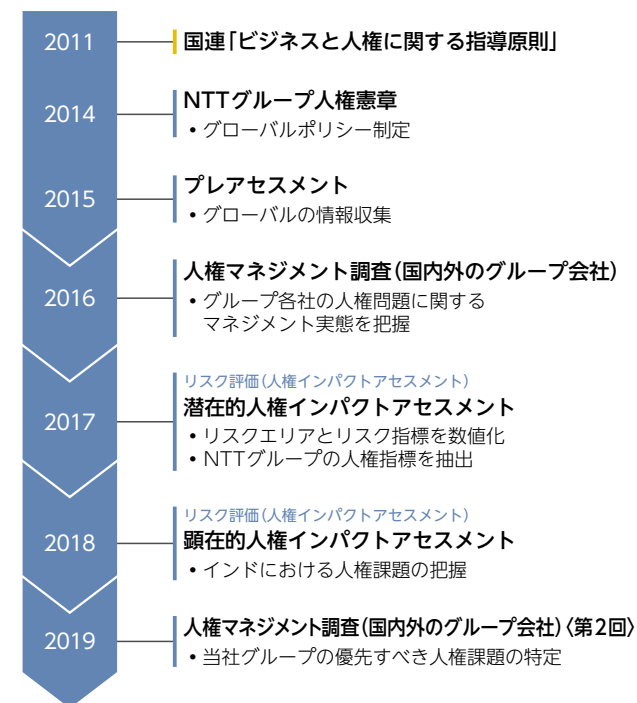 2011
国連「ビジネスと人権に関する指導原則」
2014
NTTグループ人権憲章
• グローバルポリシー制定
2015
プレアセスメント
• グローバルの情報収集
2016
人権マネジメント調査(国内外のグループ会社)
• グループ各社の人権問題に関する
マネジメント実態を把握
2017
リスク評価(人権インパクトアセスメント)
潜在的人権インパクトアセスメント
• リスクエリアとリスク指標を数値化
• NTTグループの人権指標を抽出
2018
リスク評価(人権インパクトアセスメント)
顕在的人権インパクトアセスメント
• インドにおける人権課題の把握
2019
人権マネジメント調査(国内外のグループ会社)〈第2回〉
• 当社グループの優先すべき人権課題の特定